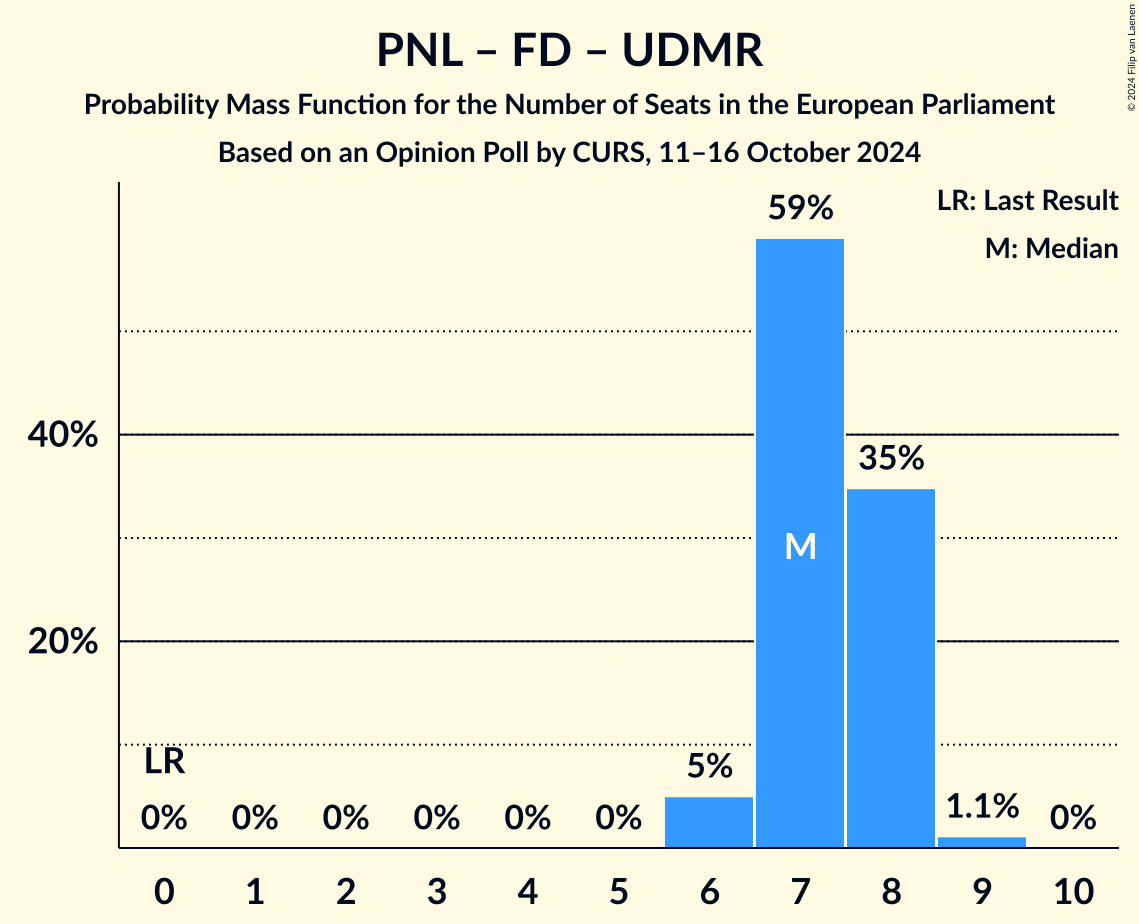 PNL – FD – UDMR
Probability Mass Function for the Number of Seats in the European Parliament
Based on an Opinion Poll by CURS, 11–16 October 2024
© 2024 Filip van Laenen
LR: Last Result
M: Median
59%
40%
35%
M
20%
LR
5%
1.1%
0% 0% 0% 0% 0% 0% 0%
0 1 2 3 4 5 6 7 8 9 10